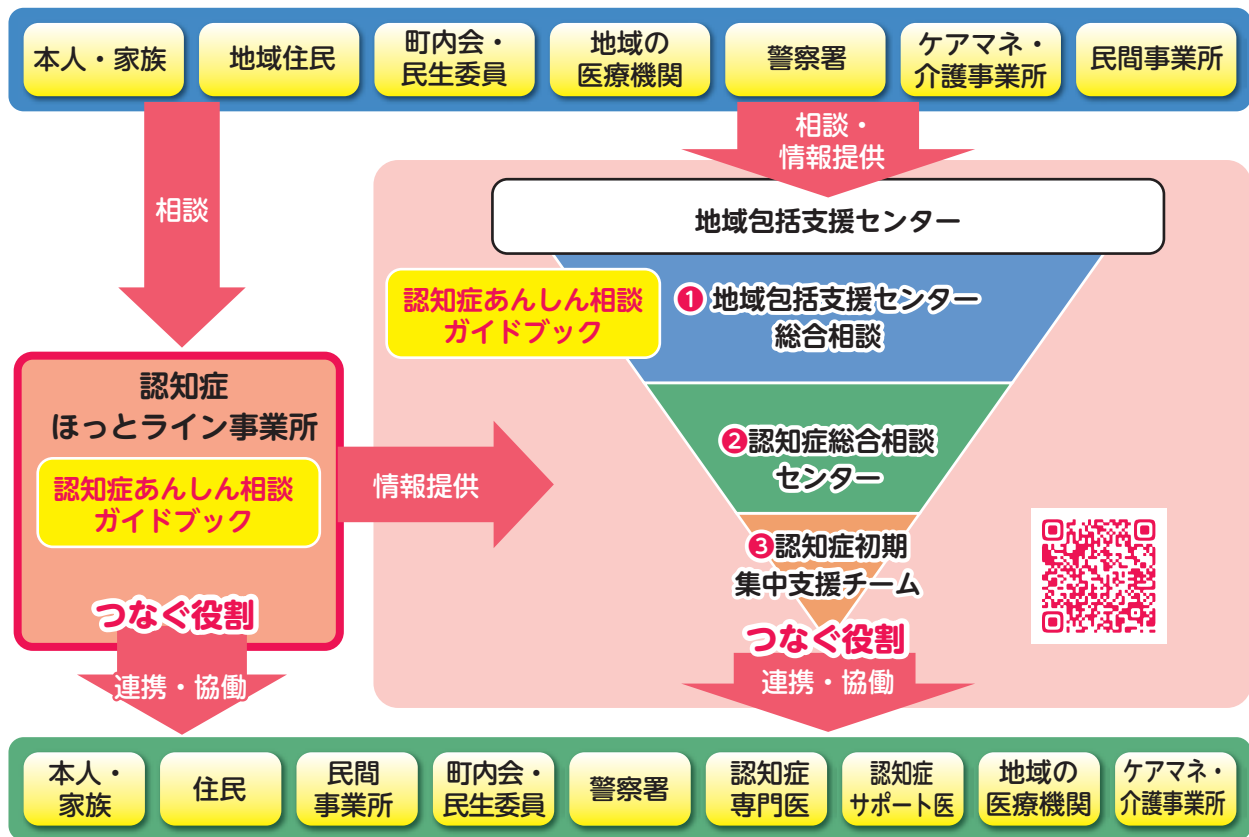 本人・家族
地域住民
町内会・
民生委員
地域の
医療機関
警察署
ケアマネ・
介護事業所
民間事業所
相談
相談・
情報提供
地域包括支援センター
認知症あんしん相談
ガイドブック
❶地域包括支援センター
総合相談
認知症
ほっとライン事業所
認知症あんしん相談
ガイドブック
つなぐ役割
情報提供
❷認知症総合相談
センター
❸認知症初期
集中支援チーム
つなぐ役割
連携・協働
連携・協働
本人・
家族
住民
民間
事業所
町内会・
民生委員
警察署
認知症
専門医
認知症
サポート医
地域の
医療機関
ケアマネ・
介護事業所